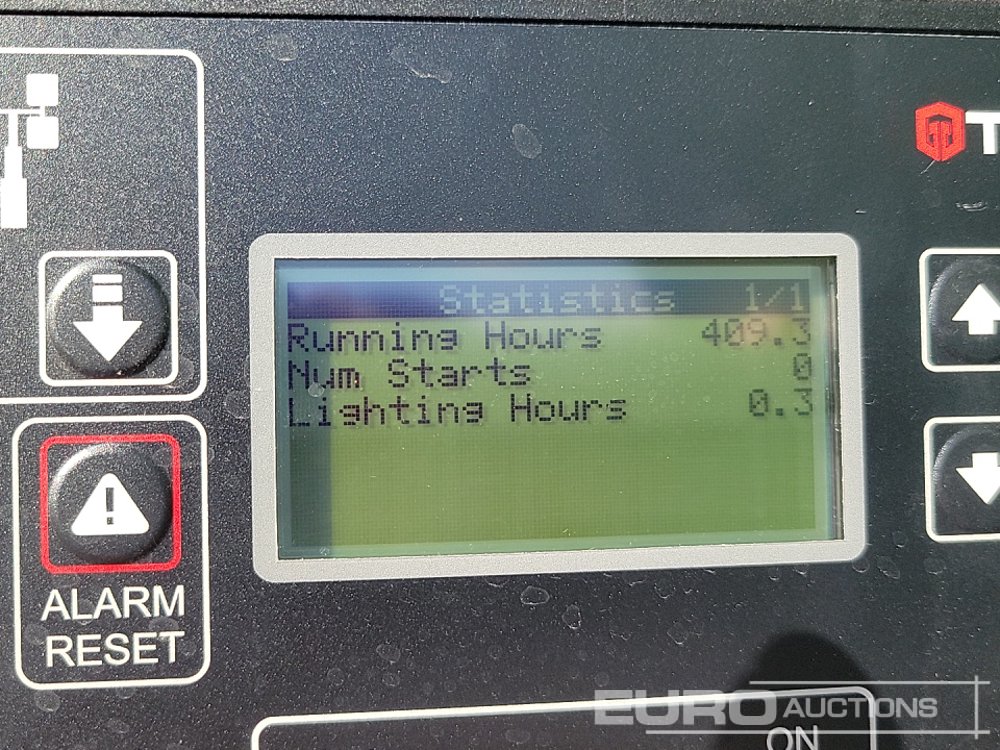 T
Statistics 1/1
Running Hours 409.3
Num Starts 0
Lighting Hours 0.3
ALARM
RESET
EURO AUCTIONS
ON